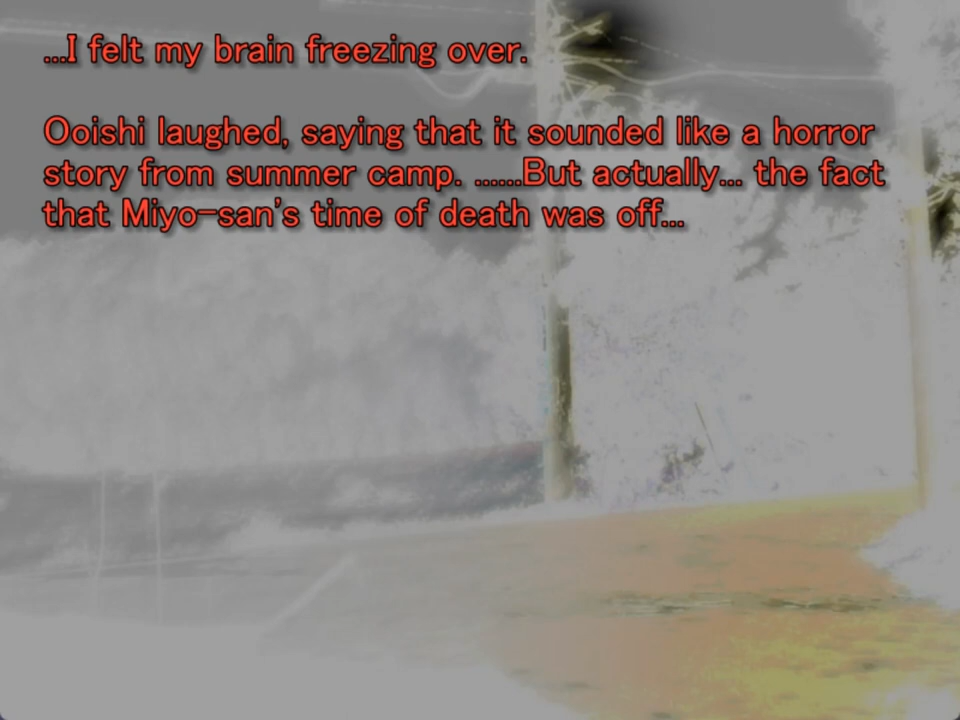 ...I felt my brain freezing over.
Ooishi laughed, saying that it sounded like a horror
story from summer camp. ......But actually... the fact
that Miyo-san's time of death was off...